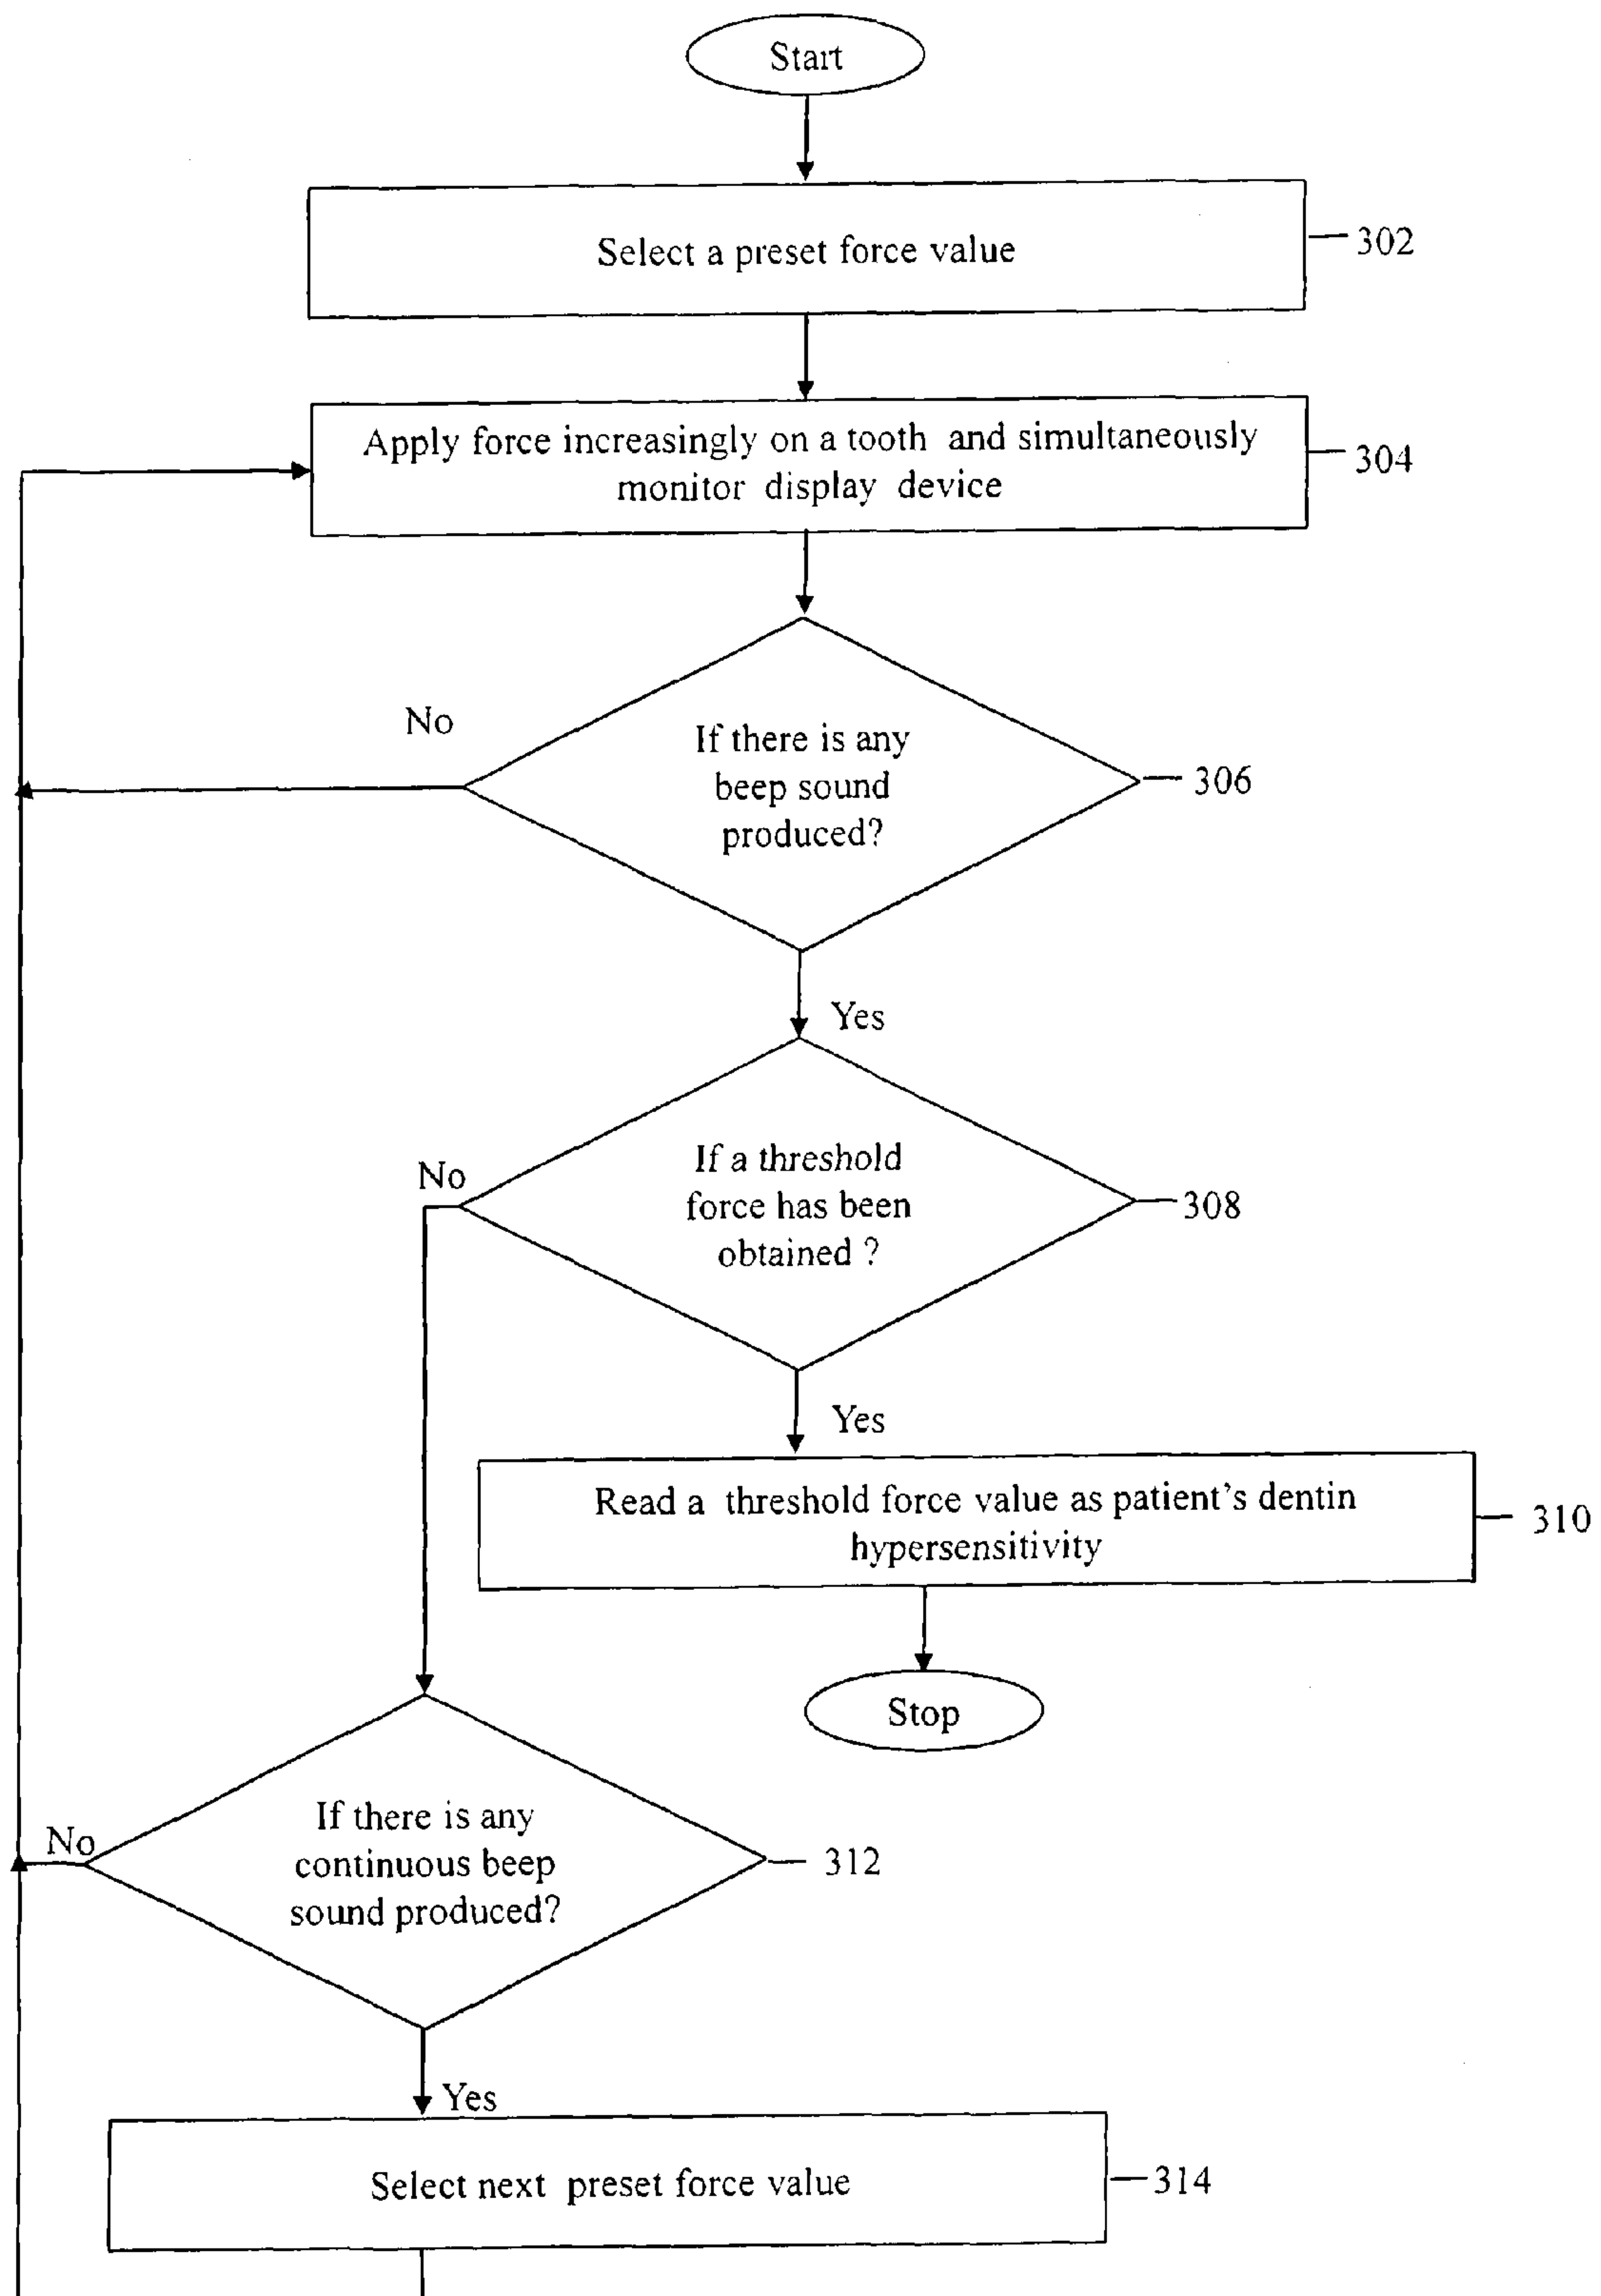 Start
Select a preset force value
302
Apply force increasingly on a tooth and simultaneously
monitor display device
304
No
If there is any
beep sound
produced?
306
Yes
No
If a threshold
force has been
obtained ?
308
Yes
Read a threshold force value as patient's dentin
hypersensitivity
310
Stop
No
If there is any
continuous beep
sound produced?
312
Yes
Select next preset force value
314